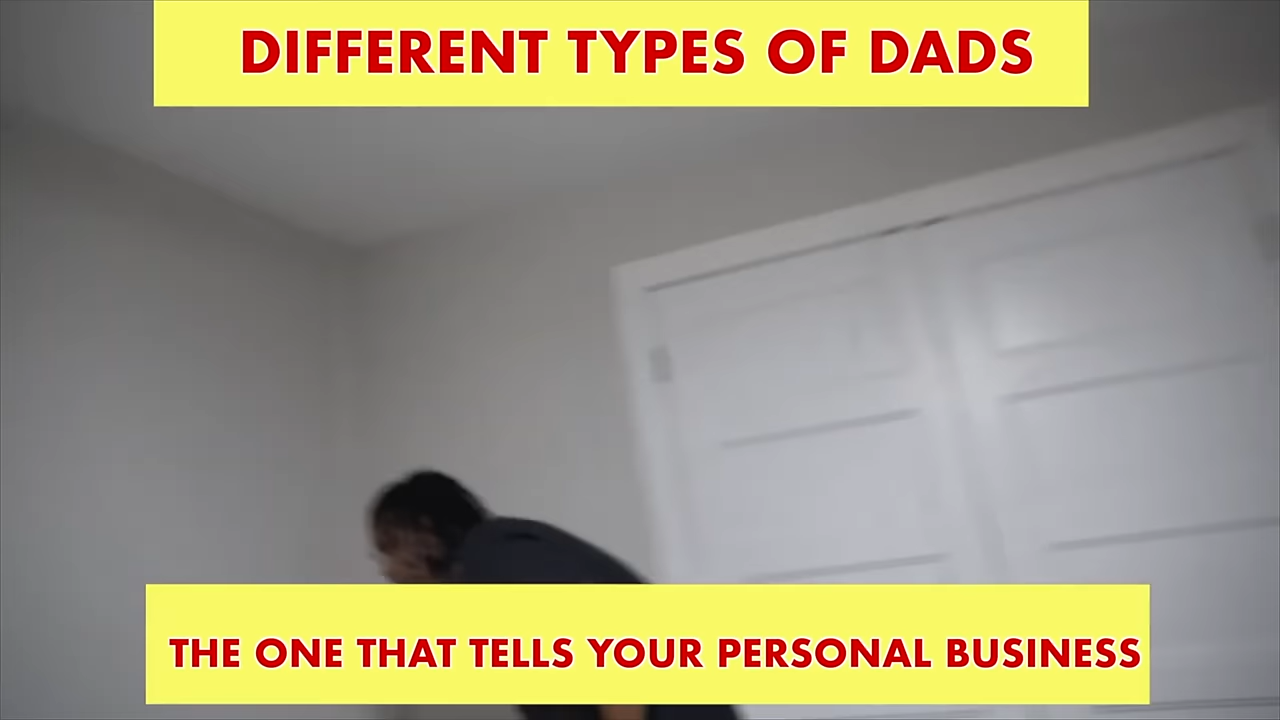 DIFFERENT TYPES OF DADS
THE ONE THAT TELLS YOUR PERSONAL BUSINESS